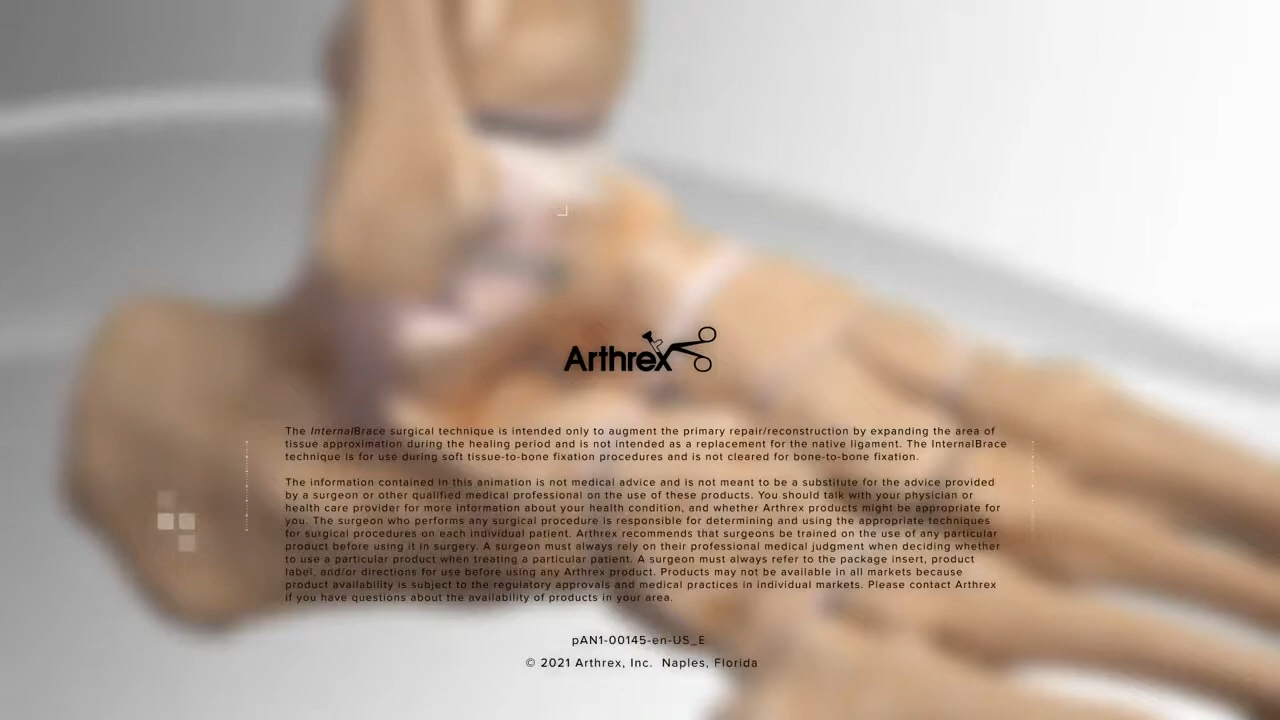 Arthrex
The InternalBrace surgical technique is intended only to augment the primary repair/reconstruction by expanding the area of
tissue approximation during the healing period and is not intended as a replacement for the native ligament. The InternalBrace
technique is for use during soft tissue-to-bone fixation procedures and is not cleared for bone-to-bone fixation.
The information contained in this animation is not medical advice and is not meant to be a substitute for the advice provided
by a surgeon or other qualified medical professional on the use of these products. You should talk with your physician or
health care provider for more information about your health condition, and whether Arthrex products might be appropriate for
you. The surgeon who performs any surgical procedure is responsible for determining and using the appropriate techniques
for surgical procedures on each individual patient. Arthrex recommends that surgeons be trained on the use of any particular
product before using it in surgery. A surgeon must always rely on their professional medical judgment when deciding whether
to use a particular product when treating a particular patient. A surgeon must always refer to the package insert, product
label, and/or directions for use before using any Arthrex product. Products may not be available in all markets because
product availability is subject to the regulatory approvals and medical practices in individual markets. Please contact Arthrex
if you have questions about the availability of products in your area.
pAN1-00145-en-US_E
© 2021 Arthrex, Inc. Naples, Florida